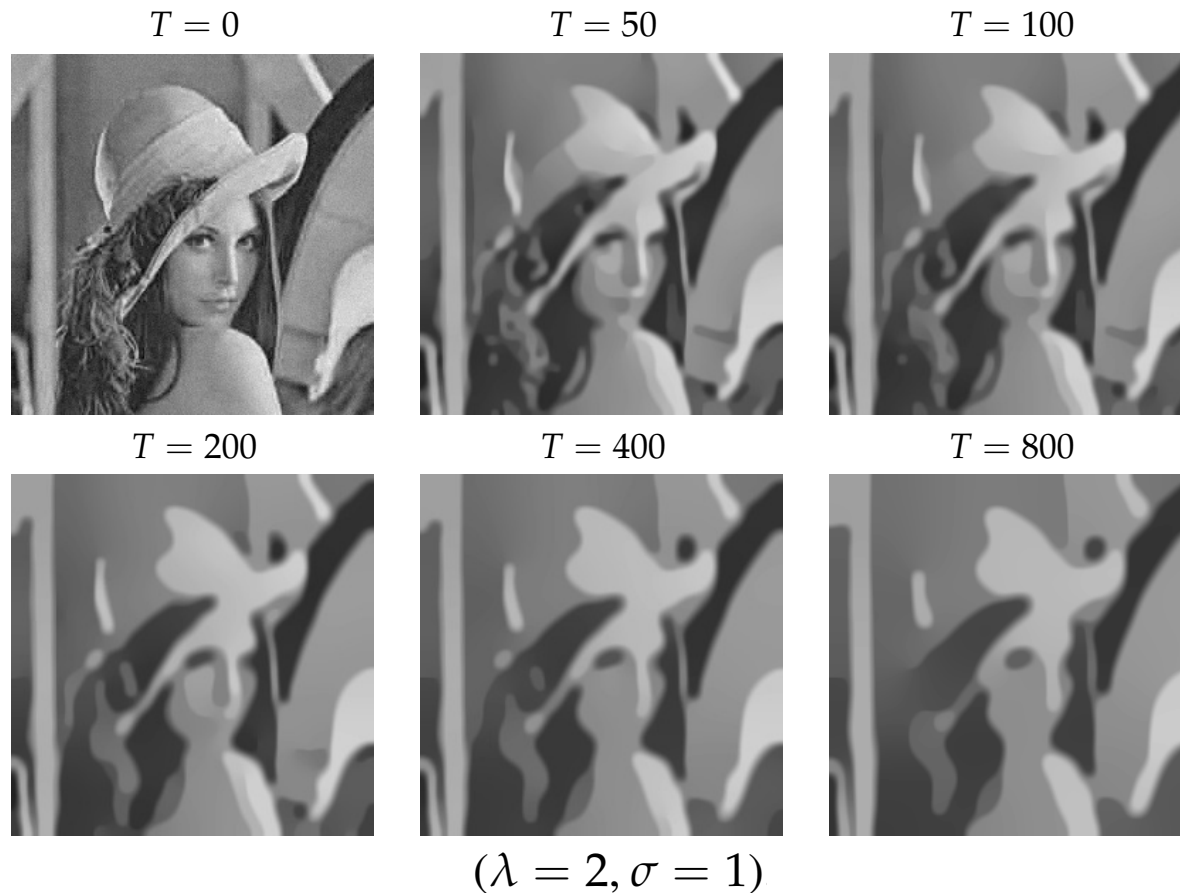 T = 0 T = 50 T = 100
T = 200 T = 400 T = 800
(λ = 2, σ = 1)